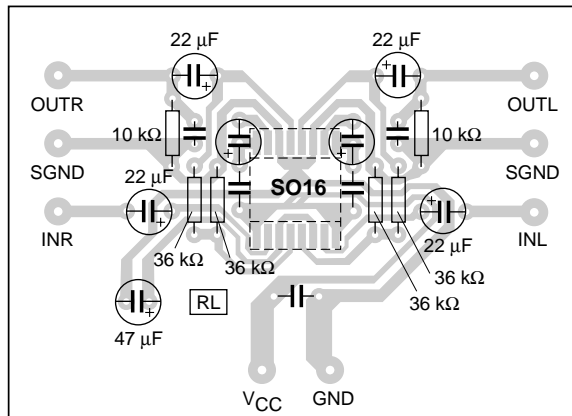 22 µF 22 µF
OUTR OUTL
10 kΩ 10 kΩ
SGND SGND
SO16
22 µF
INR INL
22 µF
36 kΩ 36 kΩ 36 kΩ
RL 36 kΩ
47 µF
VCC GND